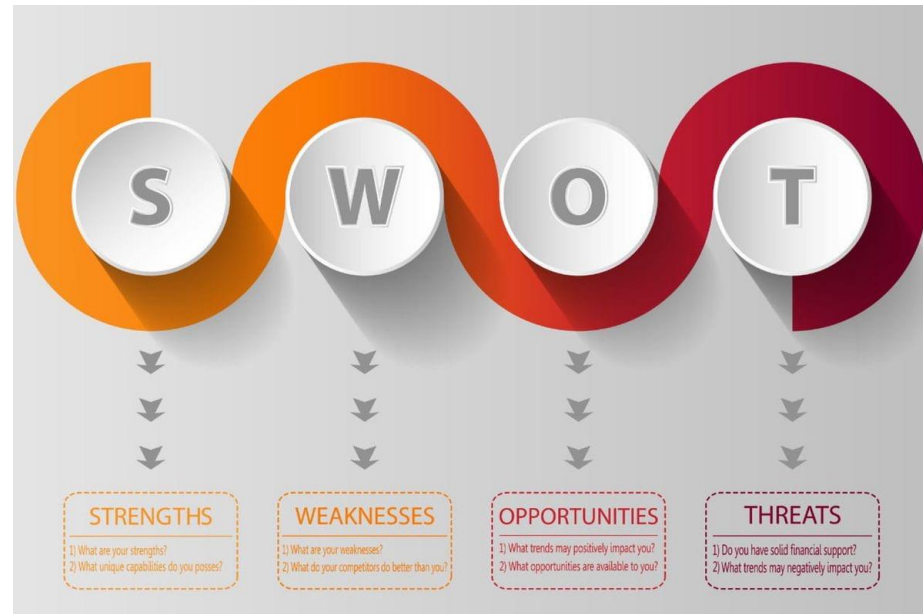 S
W
O
T
STRENGTHS
1) What are your strengths?
2) What unique capabilities do you posses?
WEAKNESSES
1) What are your weaknesses?
2) What do your competitors do better than you?
OPPORTUNITIES
1) What trends may positively impact you?
2) What opportunities are available to you?
THREATS
1) Do you have solid financial support?
2) What trends may negatively impact you?